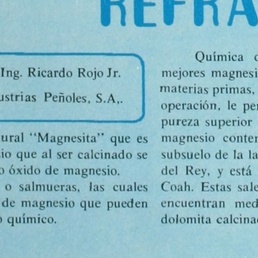 REFRA
Ing. Ricardo Rojo Jr.
ustrias Peñoles, S.A,.
ural "Magnesita" que es
io que al ser calcinado se
o óxido de magnesio.
o salmueras, las cuales
de magnesio que pueden
o químico.
Química
mejores magnesi
materias primas,
operación, le per
pureza superior
magnesio conten
subsuelo de la la
del Rey, y está
Coah. Estas sale
encuentran med
dolomita calcina